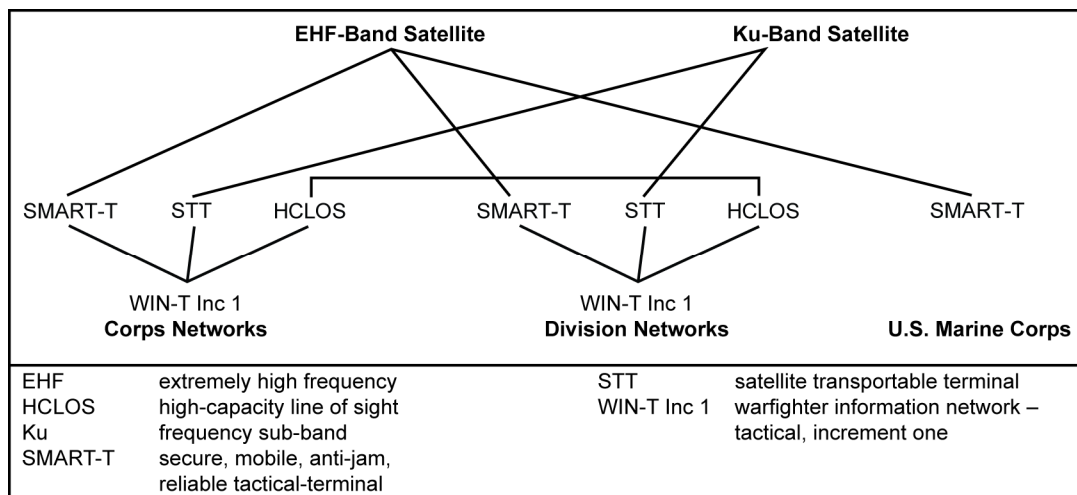 EHF-Band Satellite Ku-Band Satellite
SMART-T STT HCLOS SMART-T STT HCLOS SMART-T
WIN-T Inc 1 WIN-T Inc 1
Corps Networks Division Networks U.S. Marine Corps
EHF extremely high frequency
HCLOS high-capacity line of sight
Ku frequency sub-band
SMART-T secure, mobile, anti-jam,
reliable tactical-terminal
STT satellite transportable terminal
WIN-T Inc 1 warfighter information network –
tactical, increment one